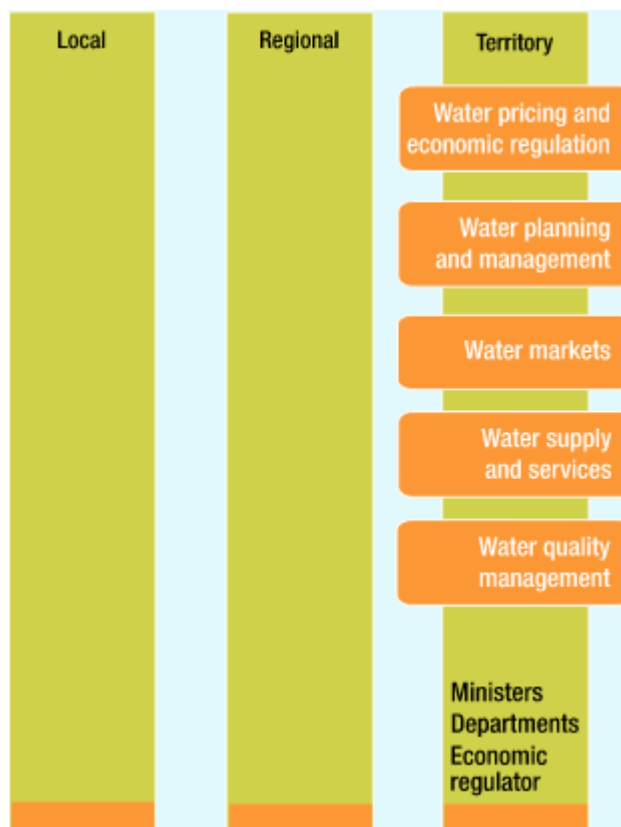 Local
Regional
Territory
Water pricing and
economic regulation
Water planning
and management
Water markets
Water supply
and services
Water quality
management
Ministers
Departments
Economic
regulator